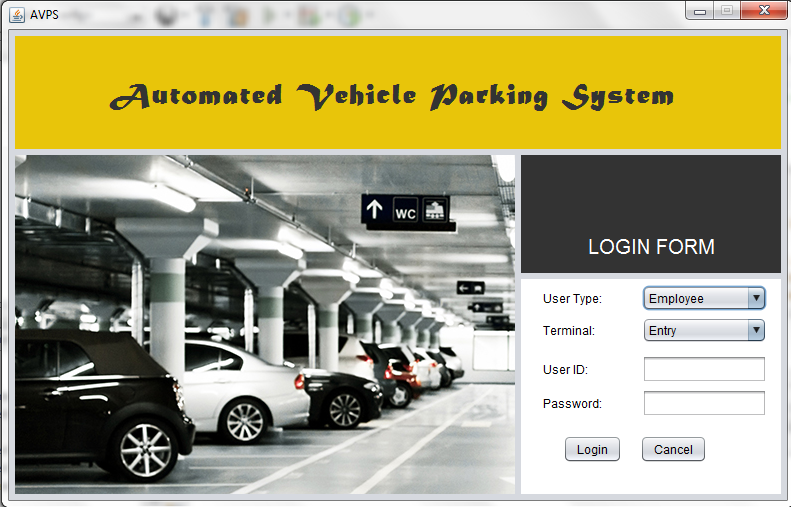 AVPS
Automated Vehicle Parking System
WC
LOGIN FORM
User Type: Employee
Terminal: Entry
User ID:
Password:
Login Cancel